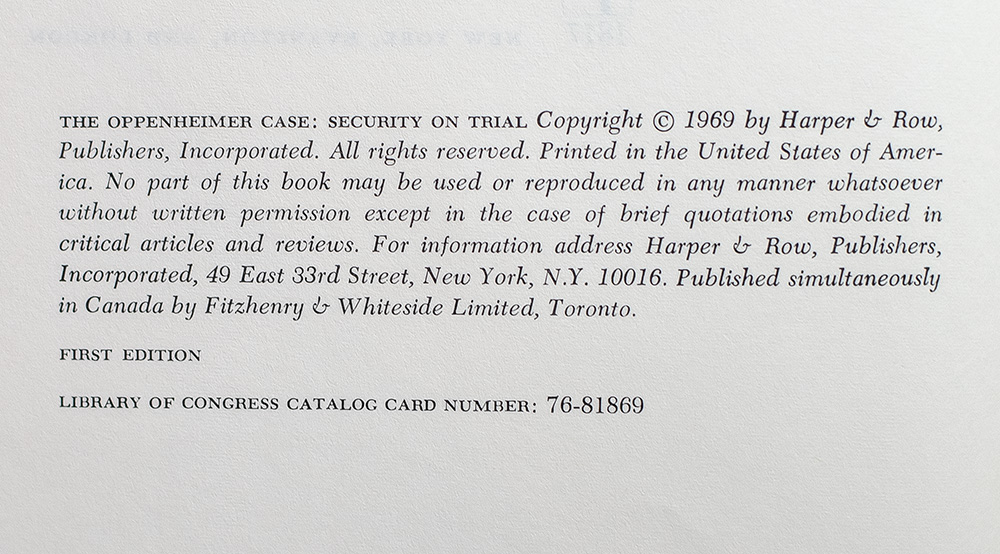 THE OPPENHEIMER CASE: SECURITY ON TRIAL Copyright © 1969 by Harper & Row,
Publishers, Incorporated. All rights reserved. Printed in the United States of Amer-
ica. No part of this book may be used or reproduced in any manner whatsoever
without written permission except in the case of brief quotations embodied in
critical articles and reviews. For information address Harper & Row, Publishers,
Incorporated, 49 East 33rd Street, New York, N.Y. 10016. Published simultaneously
in Canada by Fitzhenry & Whiteside Limited, Toronto.
FIRST EDITION
LIBRARY OF CONGRESS CATALOG CARD NUMBER: 76-81869